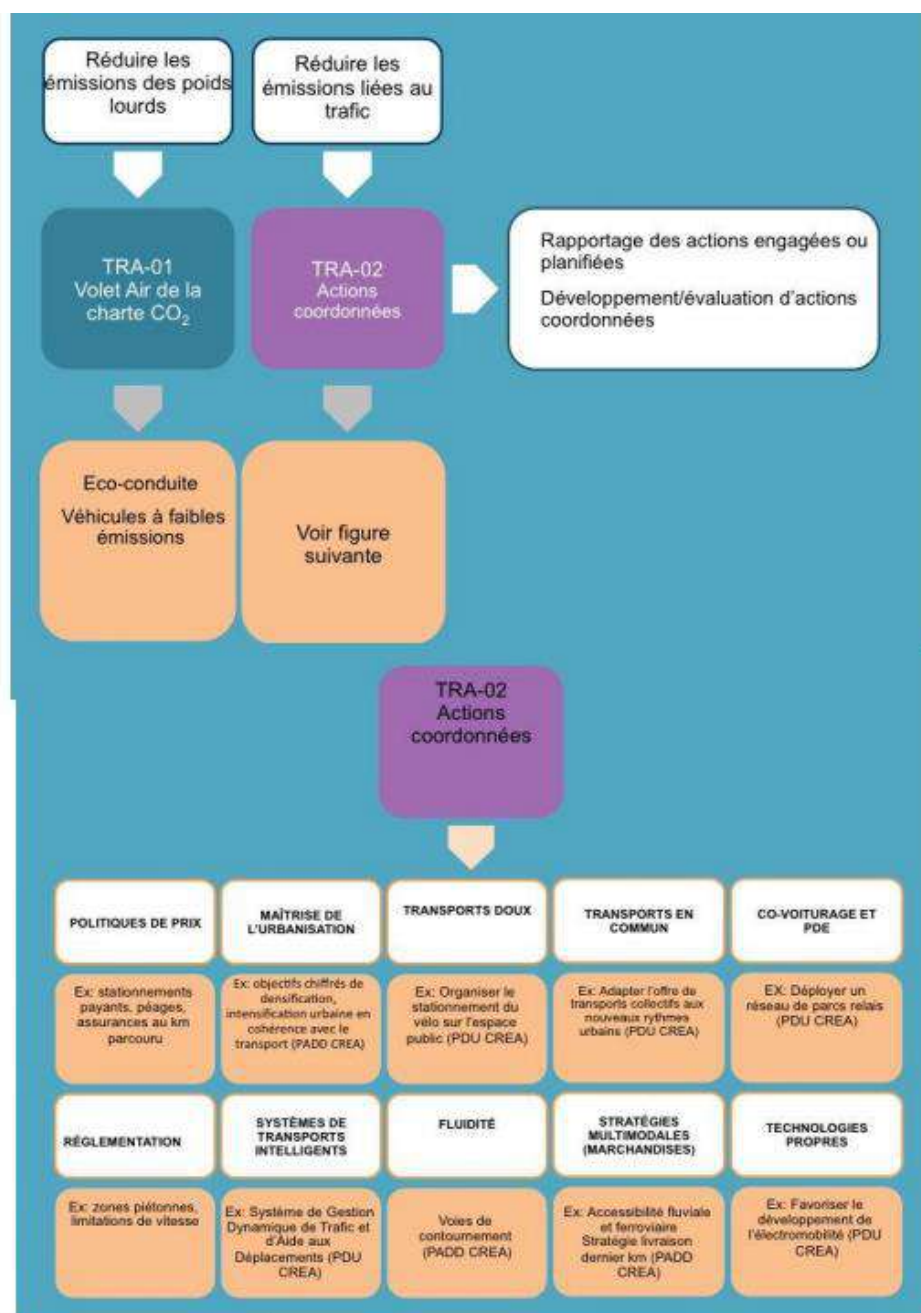 Réduire les
émissions des poids
lourds
Réduire les
émissions liées au
trafic
TRA-01
Volet Air de la
charte CO₂
TRA-02
Actions
coordonnées
Rapportage des actions engagées ou
planifiées
Développement/évaluation d'actions
coordonnées
Eco-conduite
Véhicules à faibles
émissions
Voir figure
suivante
TRA-02
Actions
coordonnées
POLITIQUES DE PRIX
MAÎTRISE DE
L'URBANISATION
TRANSPORTS DOUX
TRANSPORTS EN
COMMUN
CO-VOITURAGE ET
PDE
Ex: stationnements
payants, péages,
assurances au km
parcouru
Ex: objectifs chiffrés de
densification,
intensification urbaine en
cohérence avec le
transport (PADD CREA)
Ex: Organiser le
stationnement du
vélo sur l'espace
public (PDU CREA)
Ex: Adapter l'offre de
transports collectifs aux
nouveaux rythmes
urbains (PDU CREA)
EX: Déployer un
réseau de parcs relais
(PDU CREA)
RÉGLEMENTATION
SYSTÈMES DE
TRANSPORTS
INTELLIGENTS
FLUIDITÉ
STRATÉGIES
MULTIMODALES
(MARCHANDISES)
TECHNOLOGIES
PROPRES
Ex: zones piétonnes,
limitations de vitesse
Ex: Système de Gestion
Dynamique de Trafic et
d'Aide aux
Déplacements (PDU
CREA)
Voies de
contournement
(PADD CREA)
Ex: Accessibilité fluviale
et ferroviaire
Stratégie livraison
dernier km (PADD
CREA)
Ex: Favoriser le
développement de
l'électromobilité (PDU
CREA)